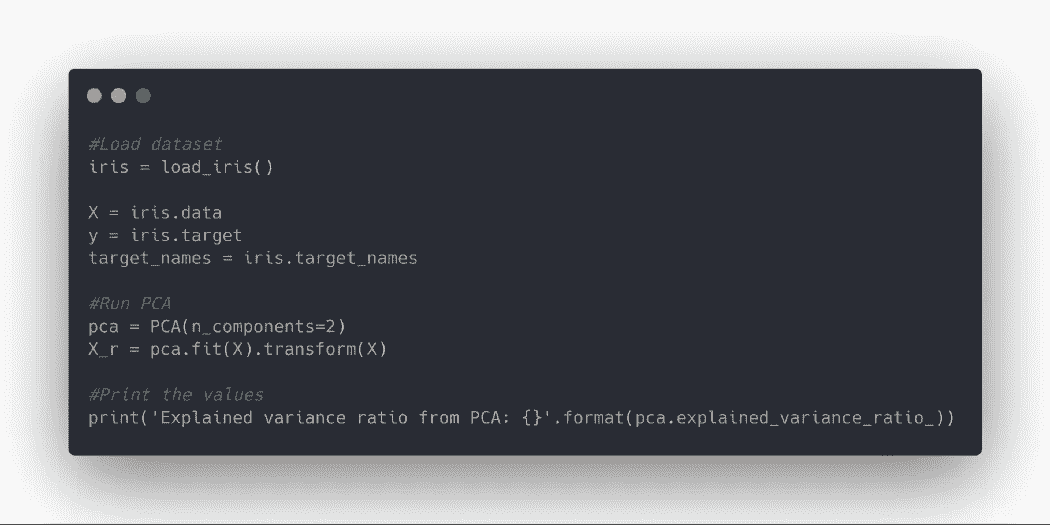 #Load dataset
iris = load_iris()
X = iris.data
y = iris.target
target_names = iris.target_names
#Run PCA
pca = PCA(n_components=2)
X_r = pca.fit(X).transform(X)
#Print the values
print('Explained variance ratio from PCA: {}'.format(pca.explained_variance_ratio_))